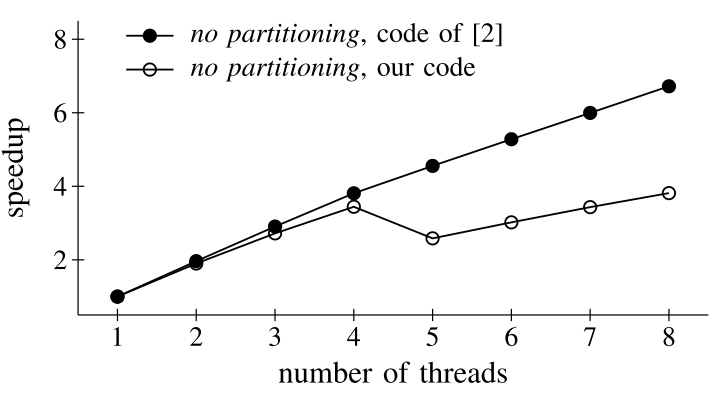 no partitioning, code of [2]
no partitioning, our code
8
6
4
2
speedup
1 2 3 4 5 6 7 8
number of threads